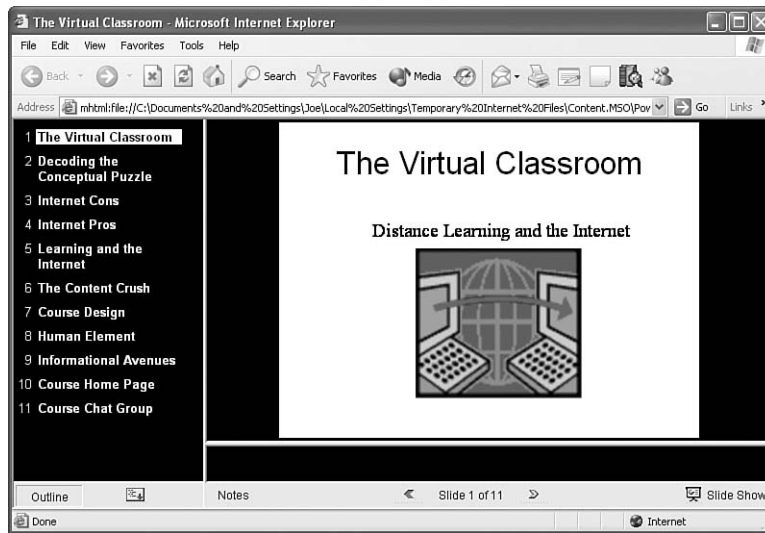 The Virtual Classroom - Microsoft Internet Explorer
File Edit View Favorites Tools Help
Back Search Favorites Media
Address mhtml:file://C:\Documents%20and%20Settings\Joe\Local%20Settings\Temporary%20Internet%20Files\Content.MSO\Pov Go Links »
1 The Virtual Classroom
2 Decoding the
Conceptual Puzzle
3 Internet Cons
4 Internet Pros
5 Learning and the
Internet
6 The Content Crush
7 Course Design
8 Human Element
9 Informational Avenues
10 Course Home Page
11 Course Chat Group
The Virtual Classroom
Distance Learning and the Internet
Outline Notes Slide 1 of 11 Slide Show
Done Internet